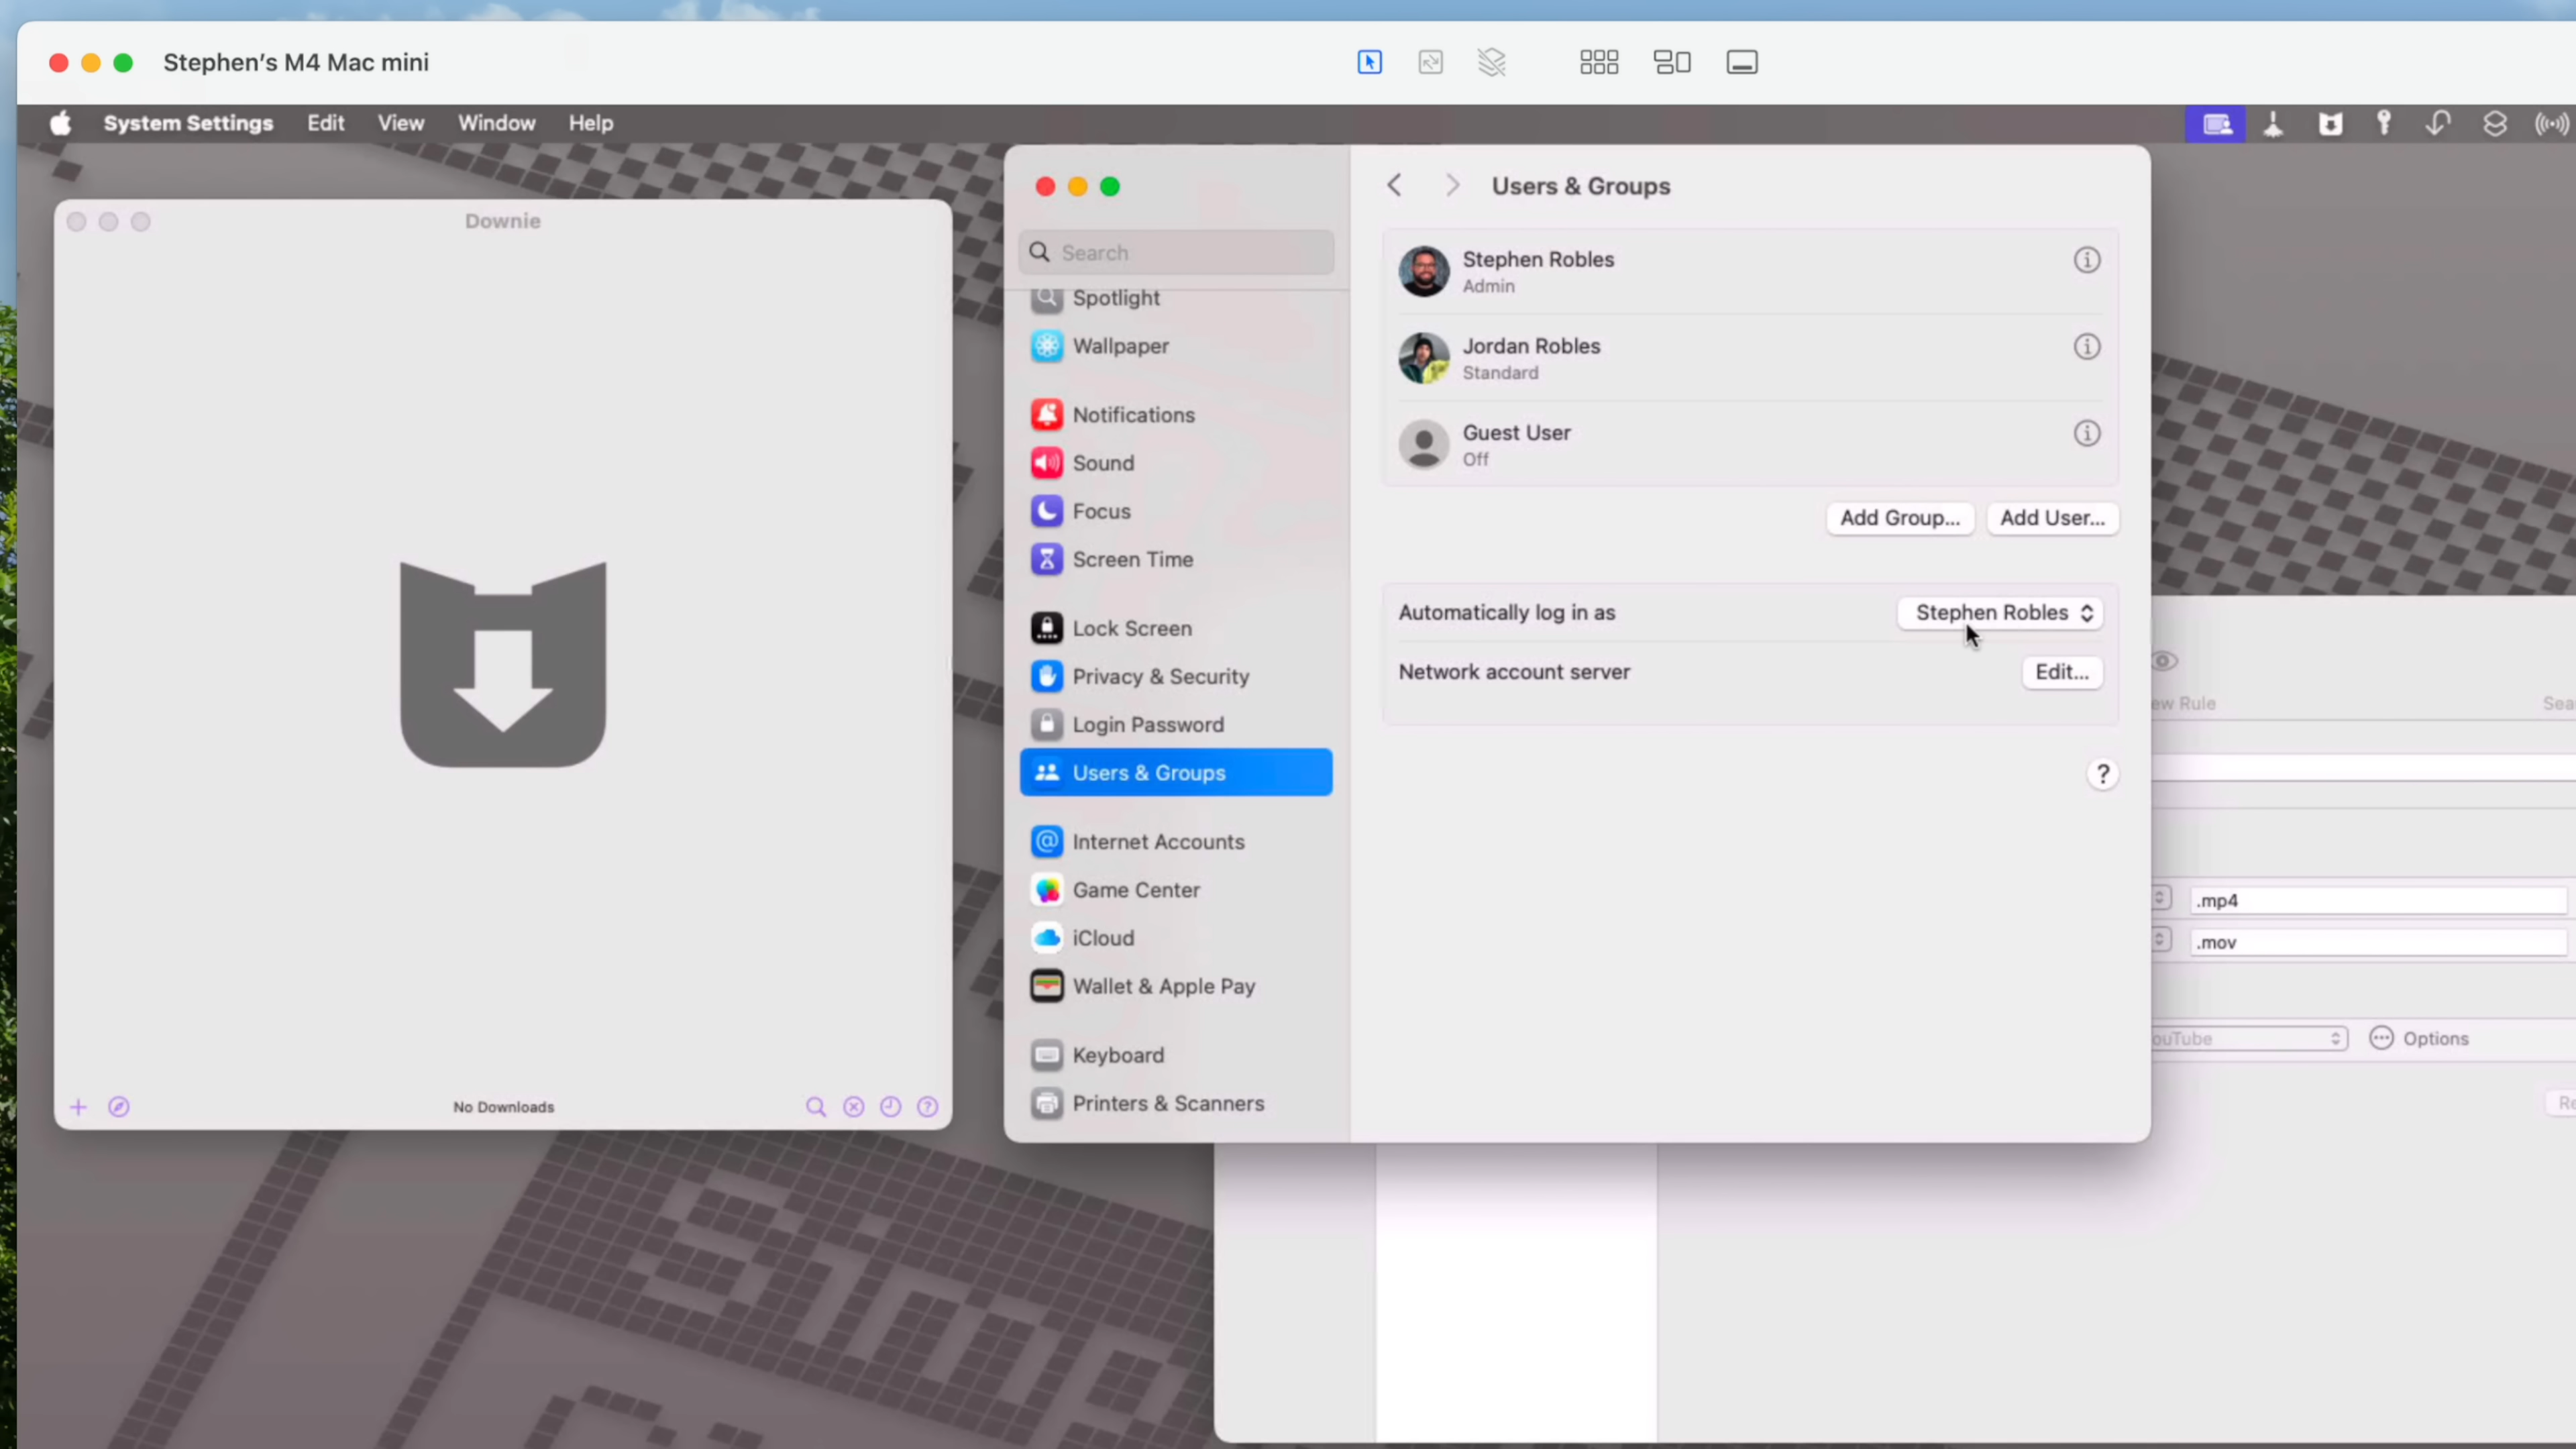 Stephen's M4 Mac mini
System Settings Edit View Window Help
Downie
No Downloads
Search
Spotlight
Wallpaper
Notifications
Sound
Focus
Screen Time
Lock Screen
Privacy & Security
Login Password
Users & Groups
Internet Accounts
Game Center
iCloud
Wallet & Apple Pay
Keyboard
Printers & Scanners
Users & Groups
Stephen Robles
Admin
Jordan Robles
Standard
Guest User
Off
Add Group... Add User...
Automatically log in as Stephen Robles
Network account server Edit...
?
ew Rule
.mp4
.mov
ouTube Options